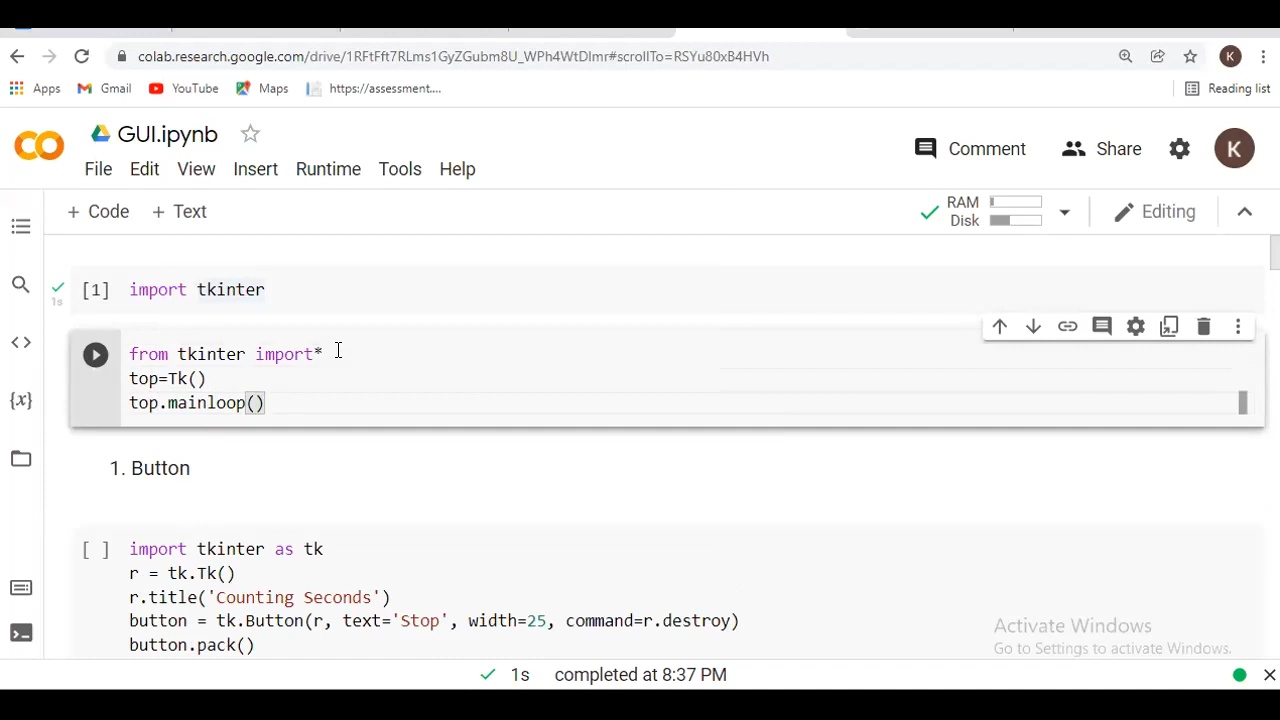 colab.research.google.com/drive/1RFtFft7RLms1GyZGubm8U_WPh4WtDlmr#scrollTo=RSYu80xB4HVh
K
Apps Gmail YouTube Maps https://assessment.... Reading list
GUI.ipynb
Comment Share K
File Edit View Insert Runtime Tools Help
+ Code + Text
RAM
Disk
Editing
[1] import tkinter
1s
from tkinter import*
top=Tk()
top.mainloop()
{x}
1. Button
[ ] import tkinter as tk
r = tk.Tk()
r.title('Counting Seconds')
button = tk.Button(r, text='Stop', width=25, command=r.destroy)
button.pack()
Activate Windows
Go to Settings to activate Windows.
1s completed at 8:37 PM